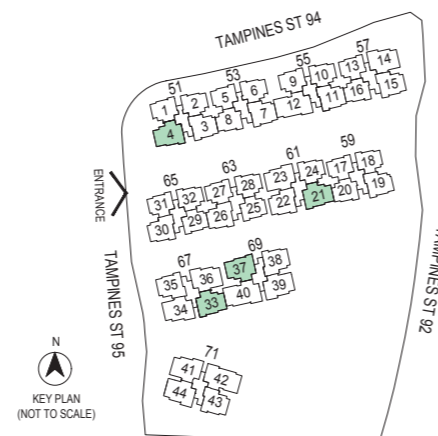 TAMPINES ST 94
51
53
55
57
1 2 5 6 9 10 13 14
4 3 8 7 12 11 16 15
ENTRANCE
65
63
61
59
31 32 27 28 23 24 17 18
30 29 26 25 22 21 20 19
TAMPINES ST 95
TAMPINES ST 92
67
69
35 36 37 38
34 33 40 39
71
41 42
44 43
N
KEY PLAN
(NOT TO SCALE)